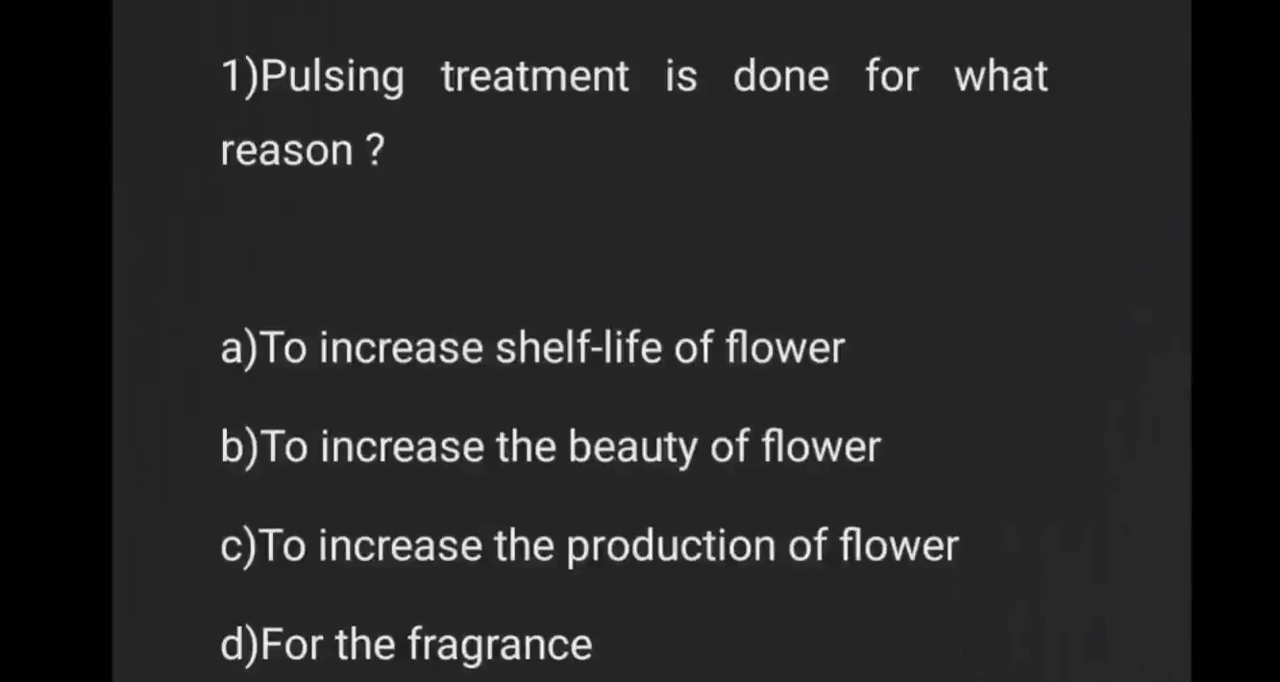 1)Pulsing treatment is done for what
reason ?
a)To increase shelf-life of flower
b)To increase the beauty of flower
c)To increase the production of flower
d)For the fragrance